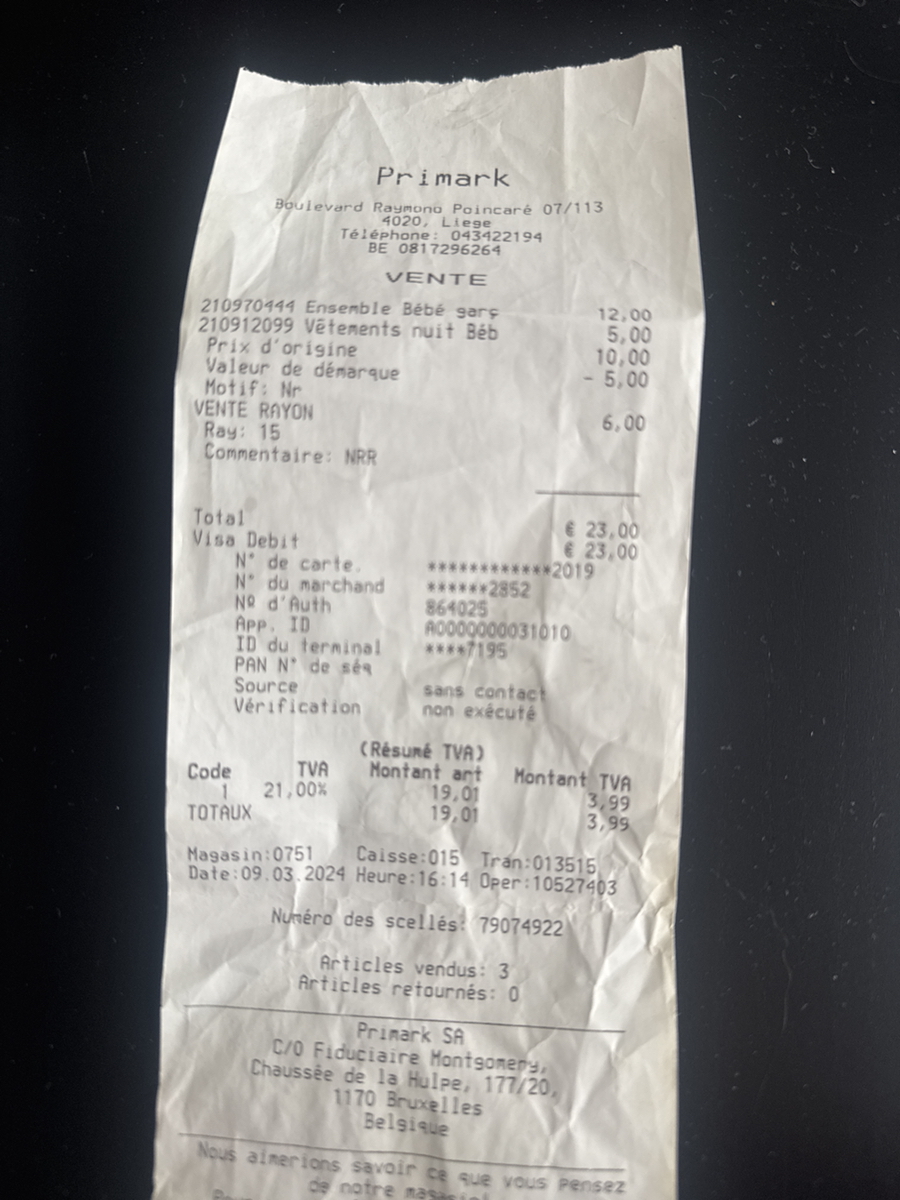 Primark
Boulevard Raymond Poincaré 07/113
4020, Liege
Téléphone: 043422194
BE 0817296264
VENTE
210970444 Ensemble Bébé garç 12,00
210912099 Vêtements nuit Béb 5,00
Prix d'origine 10,00
Valeur de démarque - 5,00
Motif: Nr
VENTE RAYON 6,00
Ray: 15
Commentaire: NRR
Total € 23,00
Visa Debit € 23,00
N° de carte. ************2019
N° du marchand ******2852
Nº d'Auth 864025
App. ID A0000000031010
ID du terminal ****7195
PAN N° de séq
Source sans contact
Vérification non exécuté
(Résumé TVA)
Code TVA Montant art Montant TVA
1 21,00% 19,01 3,99
TOTAUX 19,01 3,99
Magasin:0751 Caisse:015 Tran:013515
Date:09.03.2024 Heure:16:14 Oper:10527403
Numéro des scellés: 79074922
Articles vendus: 3
Articles retournés: 0
Primark SA
C/O Fiduciaire Montgomery,
Chaussée de la Hulpe, 177/20,
1170 Bruxelles
Belgique
Nous aimerions savoir ce que vous pensez
de notre magasin!